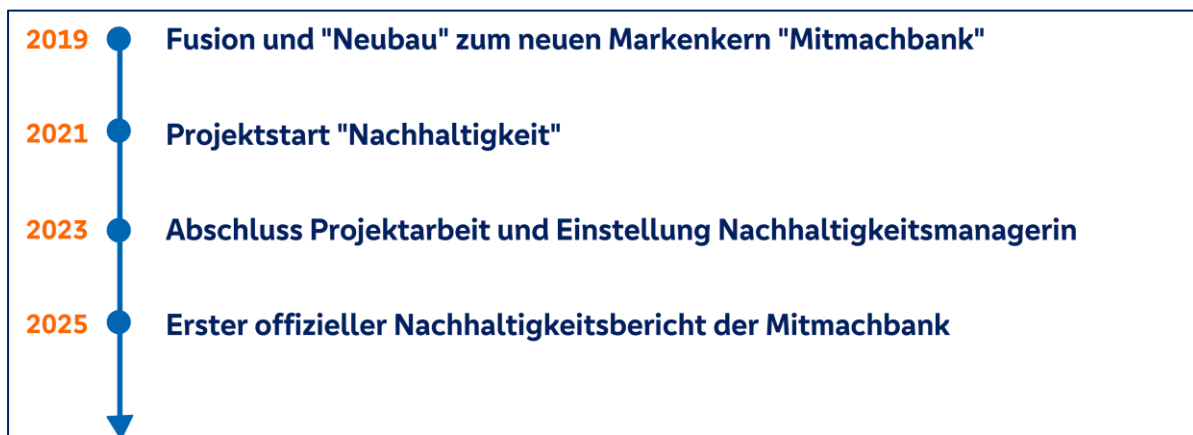 2019 Fusion und "Neubau" zum neuen Markenkern "Mitmachbank"
2021 Projektstart "Nachhaltigkeit"
2023 Abschluss Projektarbeit und Einstellung Nachhaltigkeitsmanagerin
2025 Erster offizieller Nachhaltigkeitsbericht der Mitmachbank